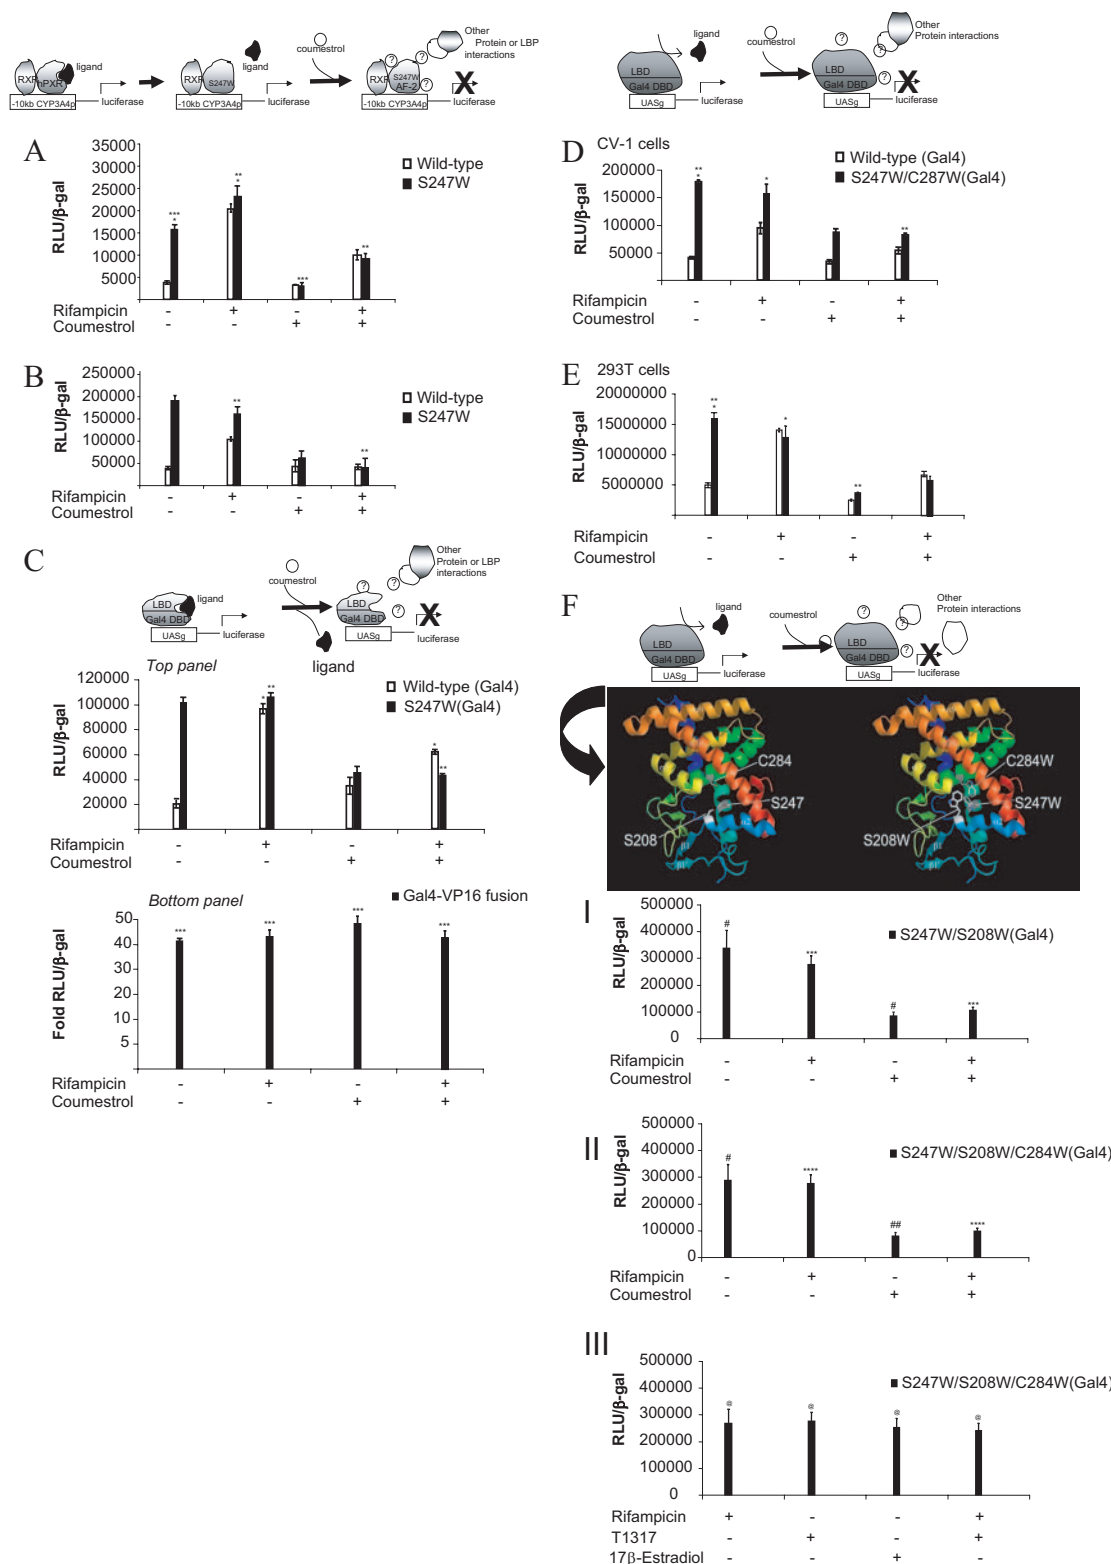 RXR
hPXR
ligand
-10kb CYP3A4p
luciferase
RXR
S247W
ligand
-10kb CYP3A4p
luciferase
coumestrol
RXR
S247W
AF-2
?
?
?
Other
Protein or LBP
interactions
X
-10kb CYP3A4p
luciferase
A
Wild-type
S247W
RLU/β-gal
35000
30000
25000
20000
15000
10000
5000
***
*
**
*
***
**
Rifampicin - + - +
Coumestrol - - + +
B
Wild-type
S247W
RLU/β-gal
250000
200000
150000
100000
50000
**
**
Rifampicin - + - +
Coumestrol - - + +
C
LBD
Gal4 DBD
ligand
UASg
luciferase
coumestrol
ligand
LBD
Gal4 DBD
?
?
?
Other
Protein or LBP
interactions
X
UASg
luciferase
Top panel
Wild-type (Gal4)
S247W(Gal4)
RLU/β-gal
120000
100000
80000
60000
40000
20000
*
**
*
**
Rifampicin - + - +
Coumestrol - - + +
Bottom panel
Gal4-VP16 fusion
Fold RLU/β-gal
50
40
20
10
5
***
***
***
***
Rifampicin - + - +
Coumestrol - - + +
LBD
Gal4 DBD
ligand
UASg
luciferase
coumestrol
LBD
Gal4 DBD
?
?
?
Other
Protein interactions
X
UASg
luciferase
D CV-1 cells
Wild-type (Gal4)
S247W/C287W(Gal4)
RLU/β-gal
200000
150000
100000
50000
**
*
*
**
Rifampicin - + - +
Coumestrol - - + +
E 293T cells
RLU/β-gal
20000000
15000000
10000000
5000000
**
*
*
**
Rifampicin - + - +
Coumestrol - - + +
F
LBD
Gal4 DBD
ligand
UASg
luciferase
coumestrol
LBD
Gal4 DBD
?
?
?
Other
Protein interactions
X
UASg
luciferase
C284
S247
S208
α2
β1
β1'
C284W
S247W
S208W
α2
β1
β1'
I
S247W/S208W(Gal4)
RLU/β-gal
500000
400000
300000
200000
100000
0
#
***
#
***
Rifampicin - + - +
Coumestrol - - + +
II
S247W/S208W/C284W(Gal4)
RLU/β-gal
500000
400000
300000
200000
100000
0
#
****
##
****
Rifampicin - + - +
Coumestrol - - + +
III
S247W/S208W/C284W(Gal4)
RLU/β-gal
500000
400000
300000
200000
100000
0
@
@
@
@
Rifampicin + - - +
T1317 - + - +
17β-Estradiol - - +